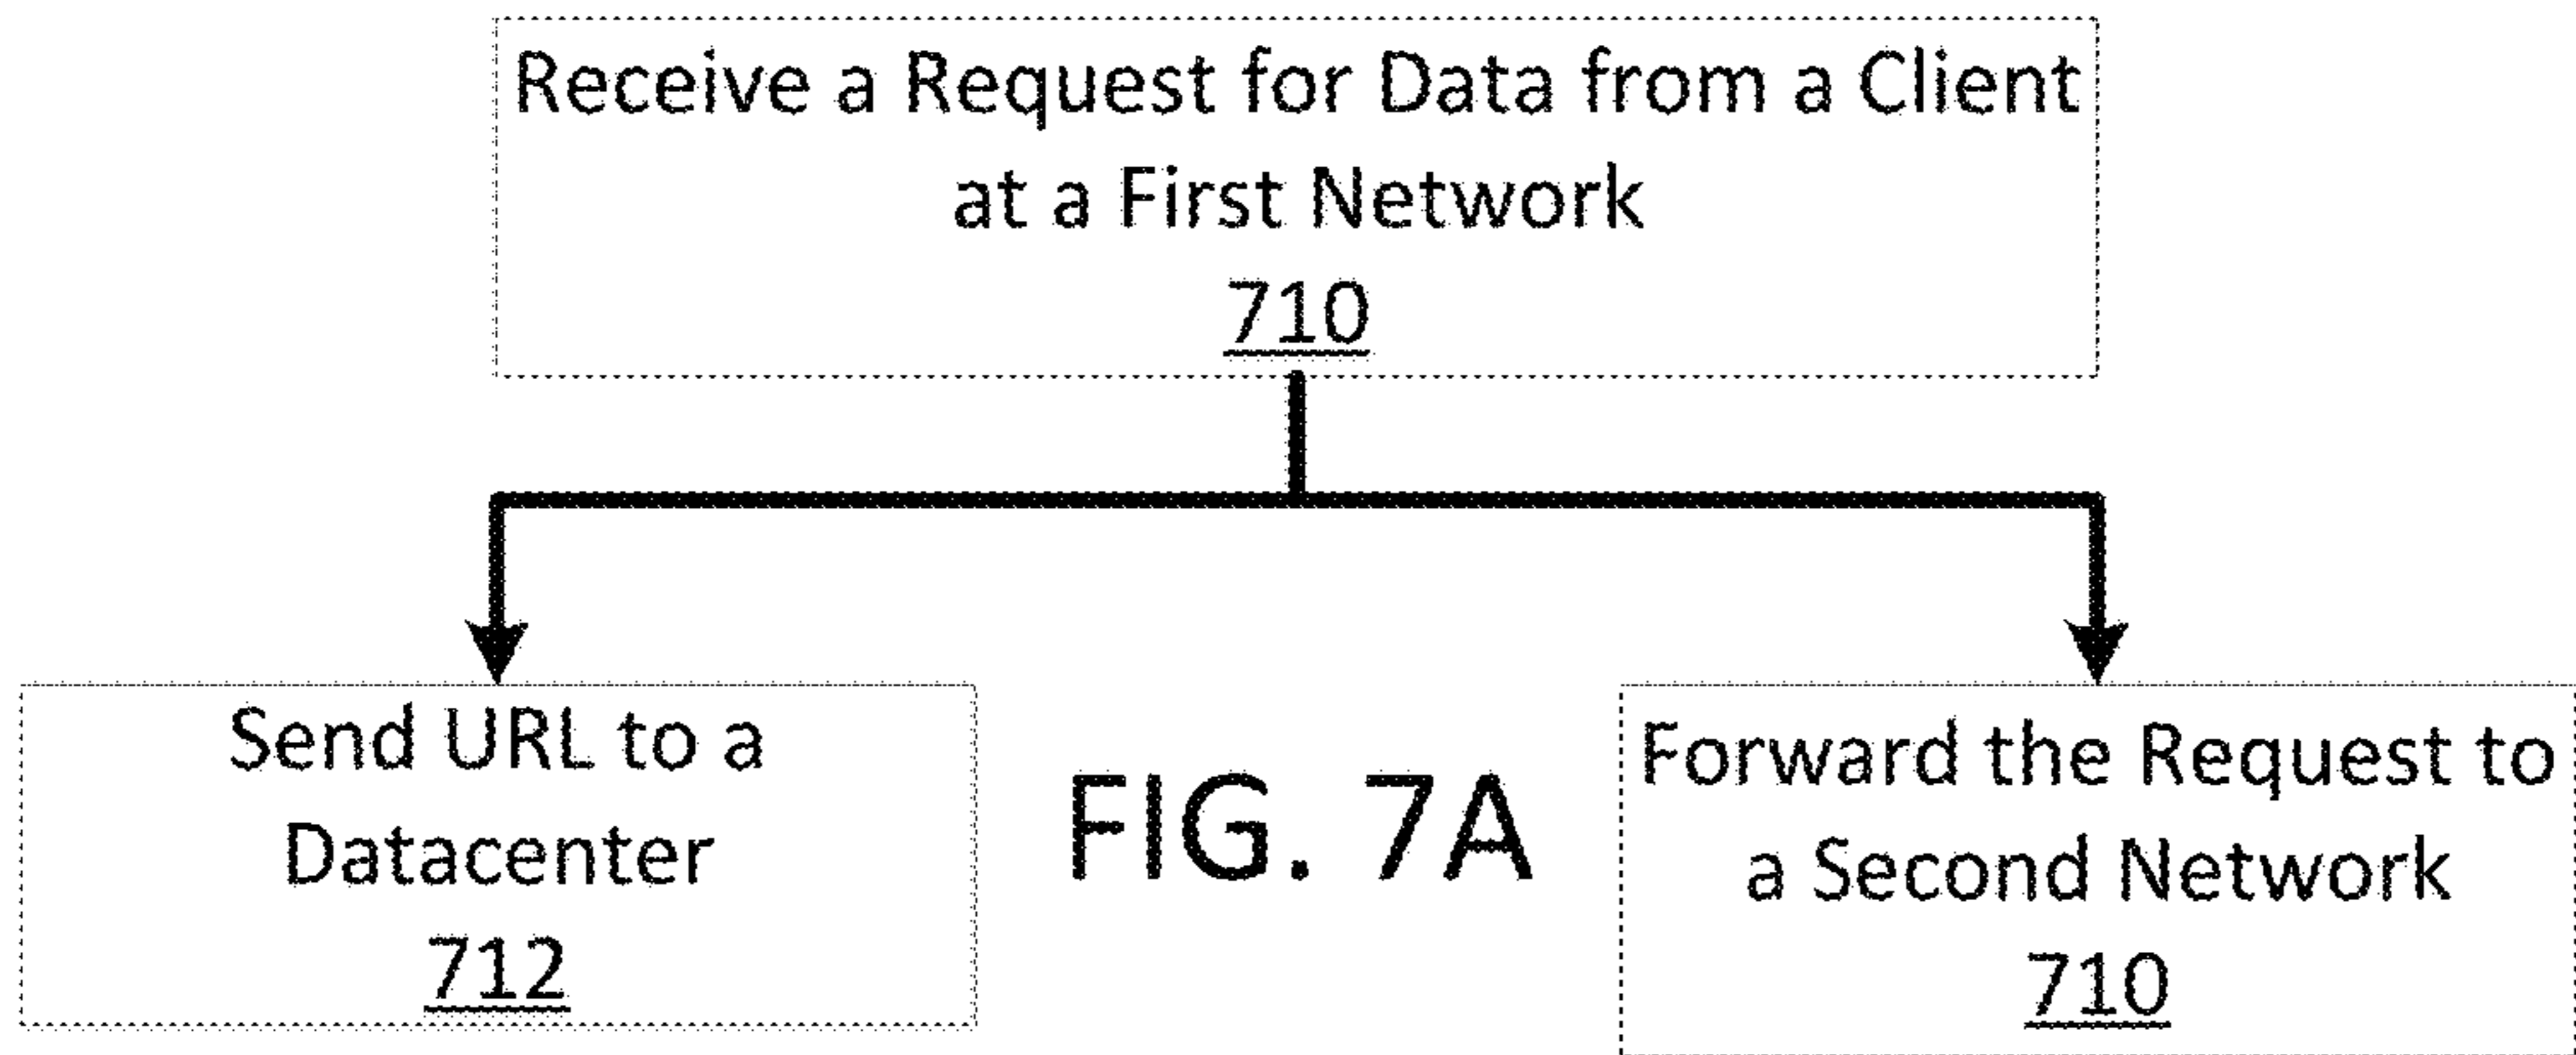 Receive a Request for Data from a Client
at a First Network
710
Send URL to a
Datacenter
712
FIG. 7A
Forward the Request to
a Second Network
710